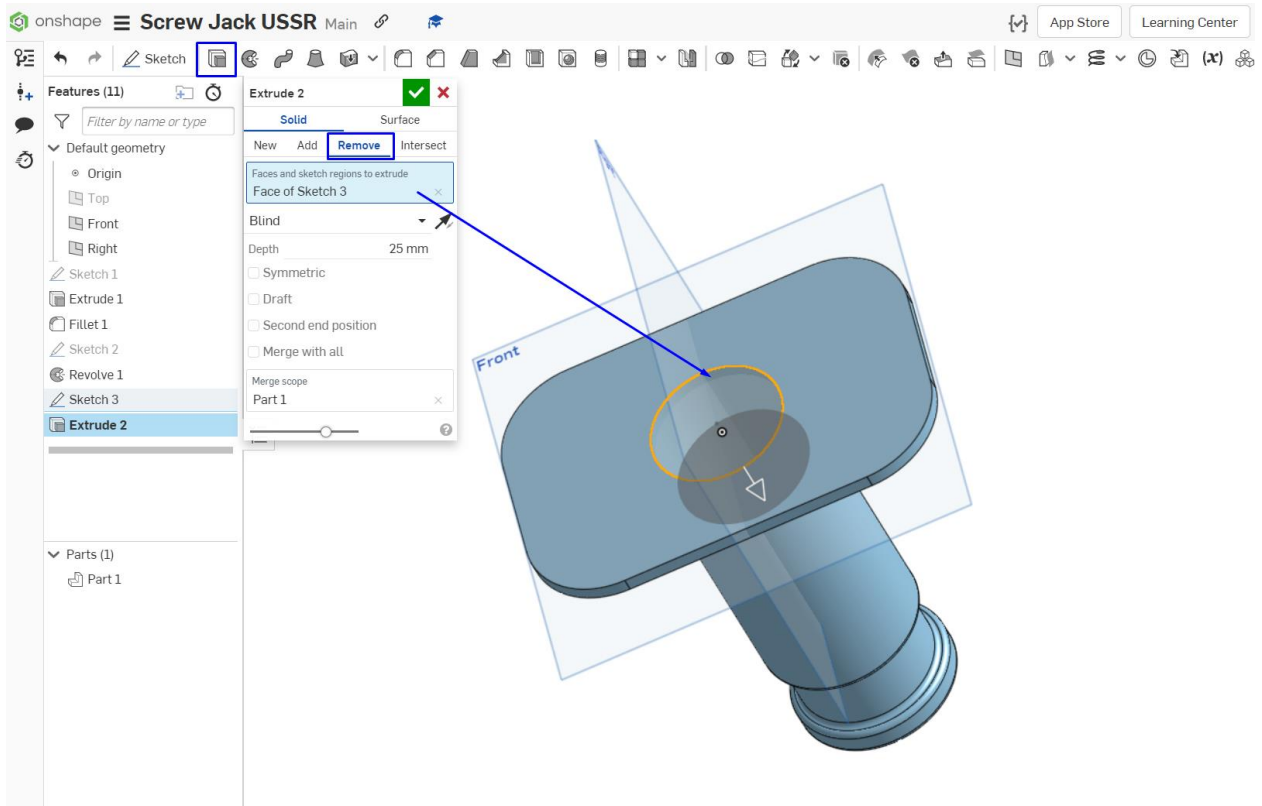 onshape Screw Jack USSR Main App Store Learning Center
Sketch (x)
Features (11)
Filter by name or type
Default geometry
Origin
Top
Front
Right
Sketch 1
Extrude 1
Fillet 1
Sketch 2
Revolve 1
Sketch 3
Extrude 2
Parts (1)
Part 1
Extrude 2
Solid Surface
New Add Remove Intersect
Faces and sketch regions to extrude
Face of Sketch 3
Blind
Depth 25 mm
Symmetric
Draft
Second end position
Merge with all
Merge scope
Part 1
Front